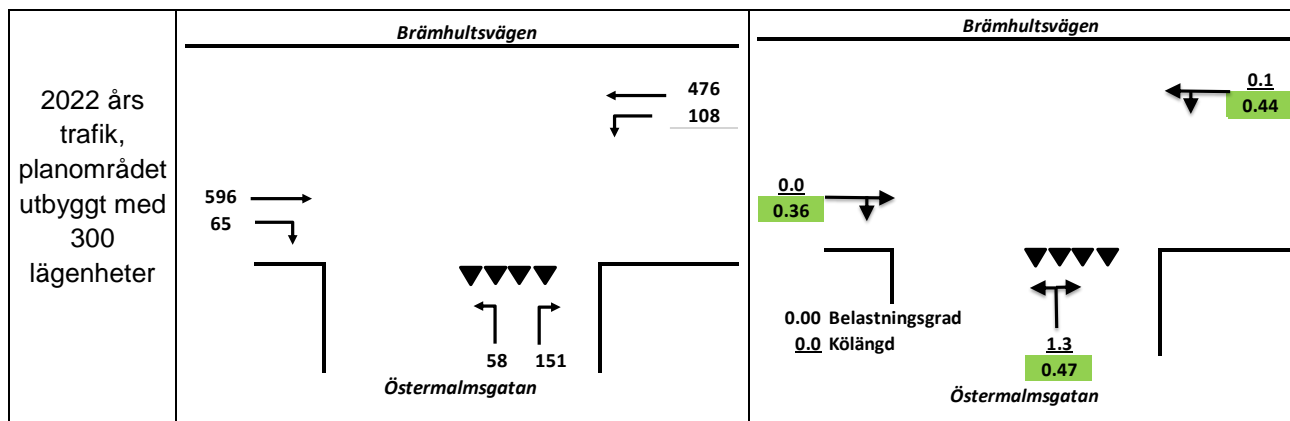 2022 års
trafik,
planområdet
utbyggt med
300
lägenheter
Brämhultsvägen
476
108
596
65
58 151
Östermalmsgatan
Brämhultsvägen
0.1
0.44
0.0
0.36
0.00 Belastningsgrad
0.0 Kölängd
1.3
0.47
Östermalmsgatan